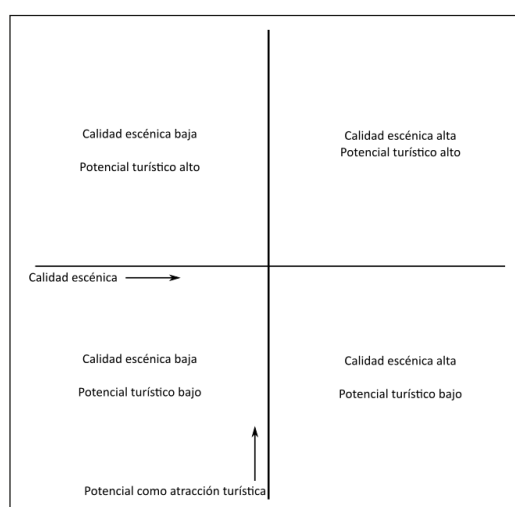 Calidad escénica baja
Potencial turístico alto
Calidad escénica alta
Potencial turístico alto
Calidad escénica
Calidad escénica baja
Potencial turístico bajo
Calidad escénica alta
Potencial turístico bajo
Potencial como atracción turística